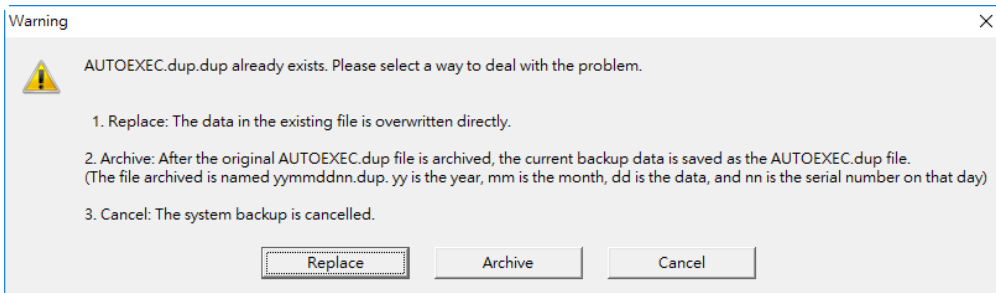 Warning
AUTOEXEC.dup.dup already exists. Please select a way to deal with the problem.
1. Replace: The data in the existing file is overwritten directly.
2. Archive: After the original AUTOEXEC.dup file is archived, the current backup data is saved as the AUTOEXEC.dup file.
(The file archived is named yymmddnn.dup. yy is the year, mm is the month, dd is the data, and nn is the serial number on that day)
3. Cancel: The system backup is cancelled.
Replace Archive Cancel